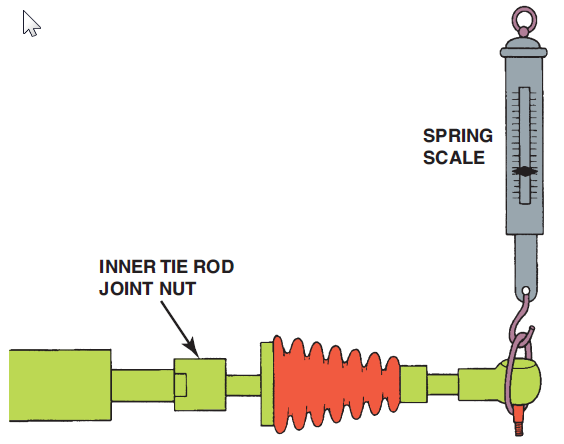 SPRING
SCALE
INNER TIE ROD
JOINT NUT